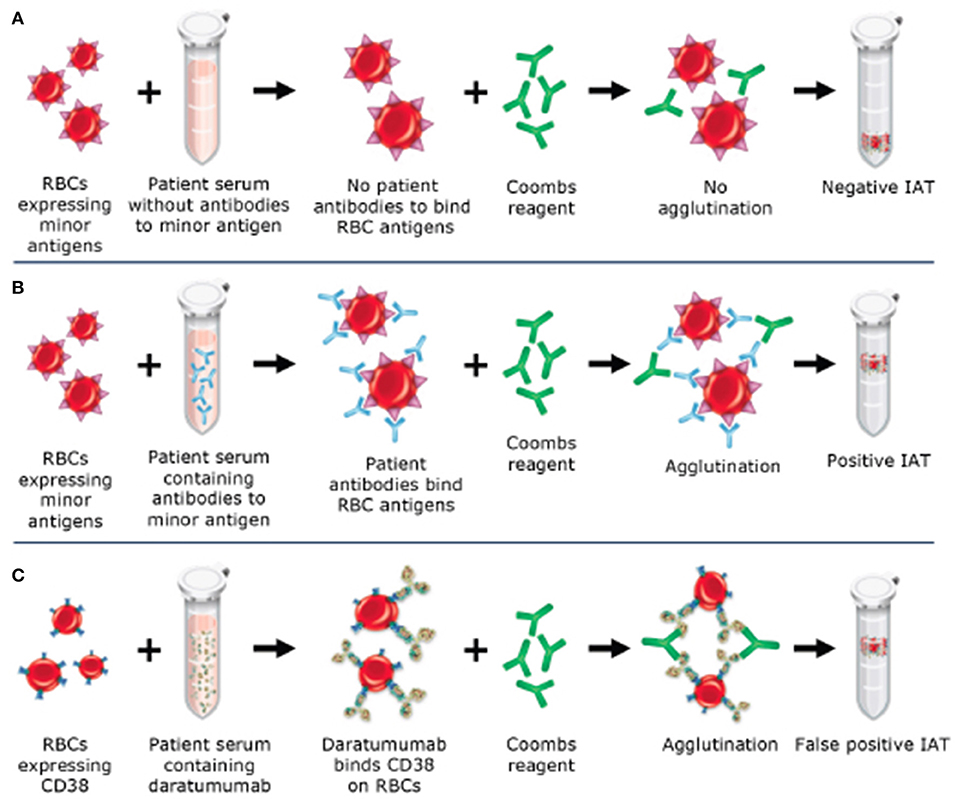 A
RBCs
expressing
minor
antigens
Patient serum
without antibodies
to minor antigen
No patient
antibodies to bind
RBC antigens
Coombs
reagent
No
agglutination
Negative IAT
B
RBCs
expressing
minor
antigens
Patient serum
containing
antibodies to
minor antigen
Patient
antibodies bind
RBC antigens
Coombs
reagent
Agglutination
Positive IAT
C
RBCs
expressing
CD38
Patient serum
containing
daratumumab
Daratumumab
binds CD38
on RBCs
Coombs
reagent
Agglutination
False positive IAT